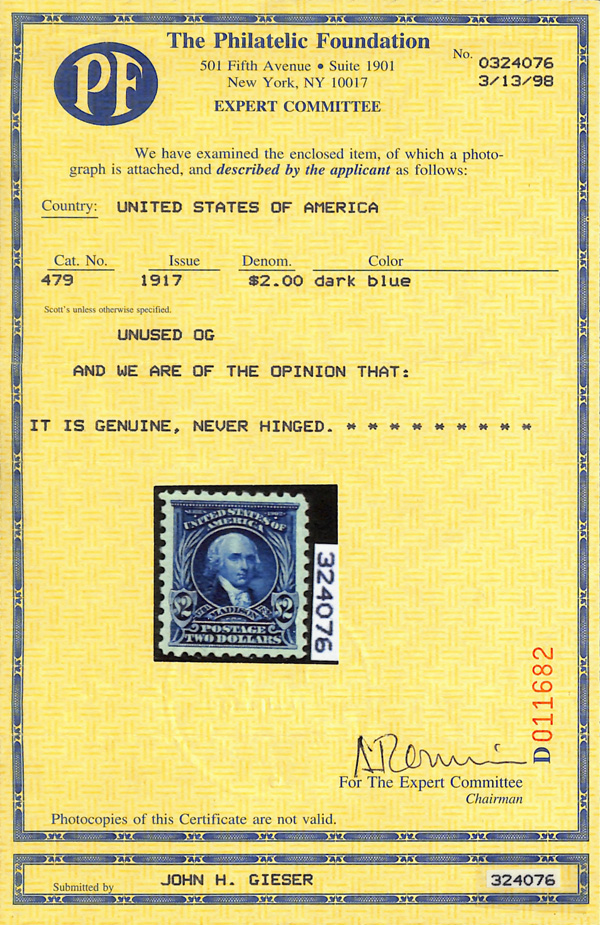 PF
The Philatelic Foundation
501 Fifth Avenue • Suite 1901
New York, NY 10017
EXPERT COMMITTEE
No. 0324076
3/13/98
We have examined the enclosed item, of which a photo-
graph is attached, and described by the applicant as follows:
Country: UNITED STATES OF AMERICA
Cat. No. Issue Denom. Color
479 1917 $2.00 dark blue
Scott's unless otherwise specified.
UNUSED OG
AND WE ARE OF THE OPINION THAT:
IT IS GENUINE, NEVER HINGED. * * * * * * * * *
SERIES 1902
UNITED STATES OF
AMERICA
MADISON
$2 $2
POSTAGE
TWO DOLLARS
324076
D 011682
For The Expert Committee
Chairman
Photocopies of this Certificate are not valid.
Submitted by JOHN H. GIESER 324076